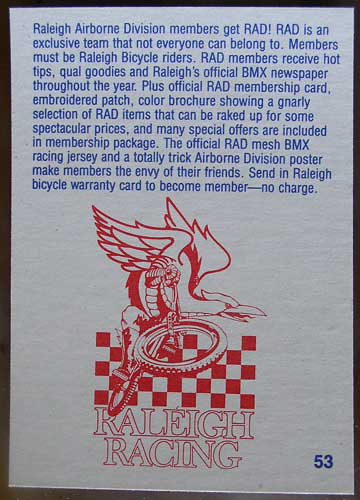 Raleigh Airborne Division members get RAD! RAD is an
exclusive team that not everyone can belong to. Members
must be Raleigh Bicycle riders. RAD members receive hot
tips, qual goodies and Raleigh's official BMX newspaper
throughout the year. Plus official RAD membership card,
embroidered patch, color brochure showing a gnarly
selection of RAD items that can be raked up for some
spectacular prices, and many special offers are included
in membership package. The official RAD mesh BMX
racing jersey and a totally trick Airborne Division poster
make members the envy of their friends. Send in Raleigh
bicycle warranty card to become member—no charge.
RALEIGH
RACING
53